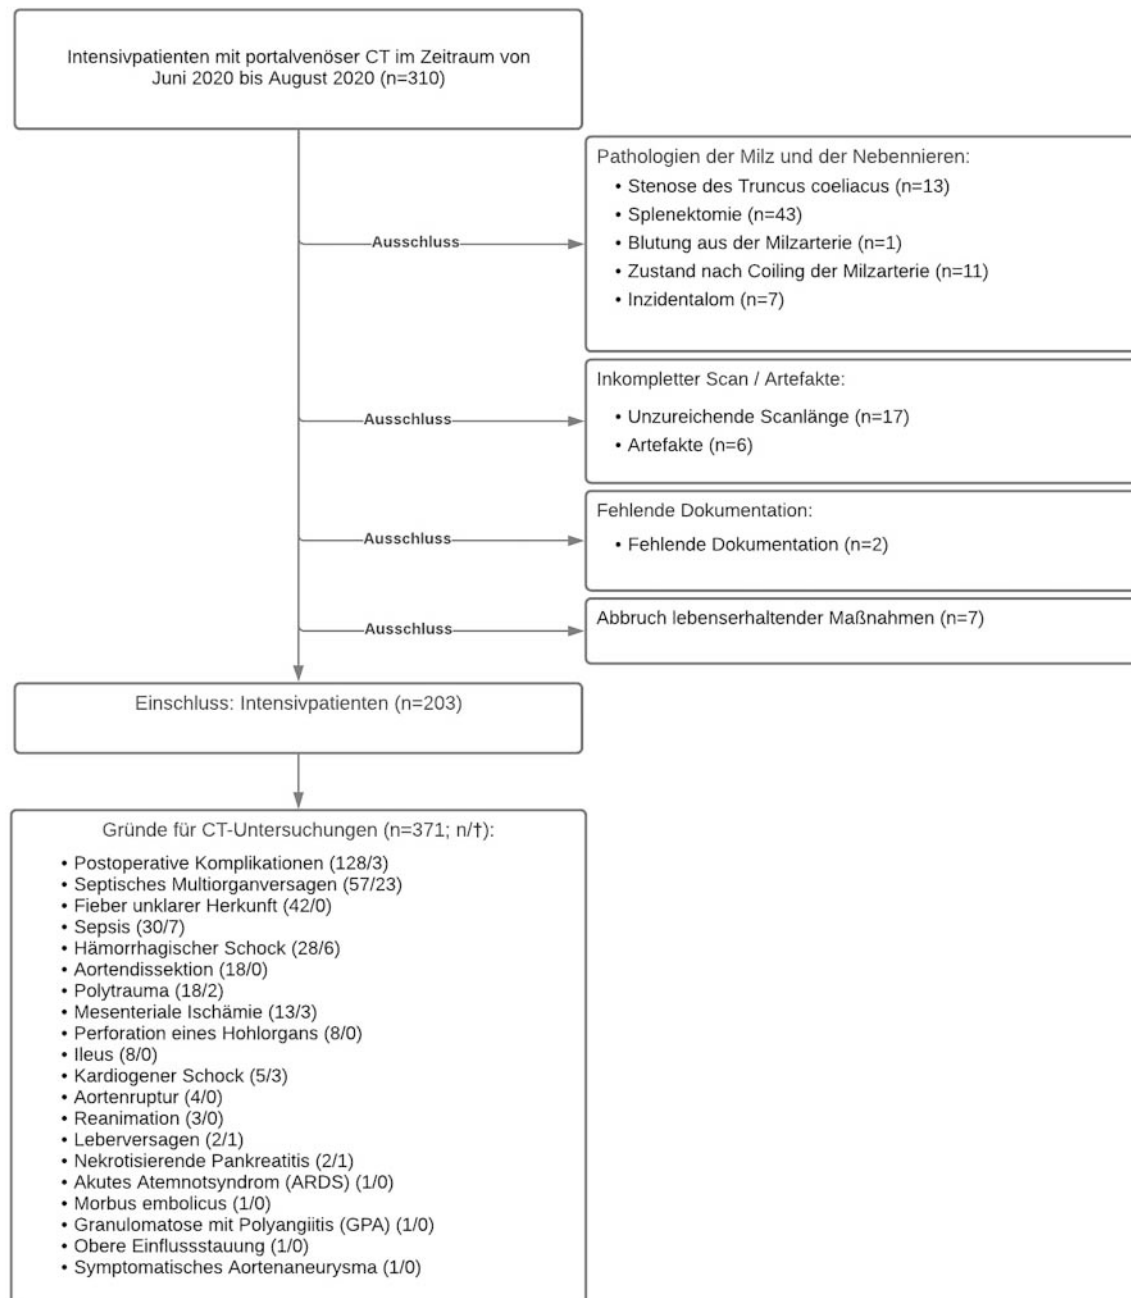 Intensivpatienten mit portalvenöser CT im Zeitraum von
Juni 2020 bis August 2020 (n=310)
Pathologien der Milz und der Nebennieren:
• Stenose des Truncus coeliacus (n=13)
• Splenektomie (n=43)
• Blutung aus der Milzarterie (n=1)
• Zustand nach Coiling der Milzarterie (n=11)
• Inzidentalom (n=7)
Ausschluss
Inkompletter Scan / Artefakte:
• Unzureichende Scanlänge (n=17)
• Artefakte (n=6)
Ausschluss
Fehlende Dokumentation:
• Fehlende Dokumentation (n=2)
Ausschluss
Abbruch lebenserhaltender Maßnahmen (n=7)
Ausschluss
Einschluss: Intensivpatienten (n=203)
Gründe für CT-Untersuchungen (n=371; n/†):
• Postoperative Komplikationen (128/3)
• Septisches Multiorganversagen (57/23)
• Fieber unklarer Herkunft (42/0)
• Sepsis (30/7)
• Hämorrhagischer Schock (28/6)
• Aortendissektion (18/0)
• Polytrauma (18/2)
• Mesenteriale Ischämie (13/3)
• Perforation eines Hohlorgans (8/0)
• Ileus (8/0)
• Kardiogener Schock (5/3)
• Aortenruptur (4/0)
• Reanimation (3/0)
• Leberversagen (2/1)
• Nekrotisierende Pankreatitis (2/1)
• Akutes Atemnotsyndrom (ARDS) (1/0)
• Morbus embolicus (1/0)
• Granulomatose mit Polyangiitis (GPA) (1/0)
• Obere Einflussstauung (1/0)
• Symptomatisches Aortenaneurysma (1/0)